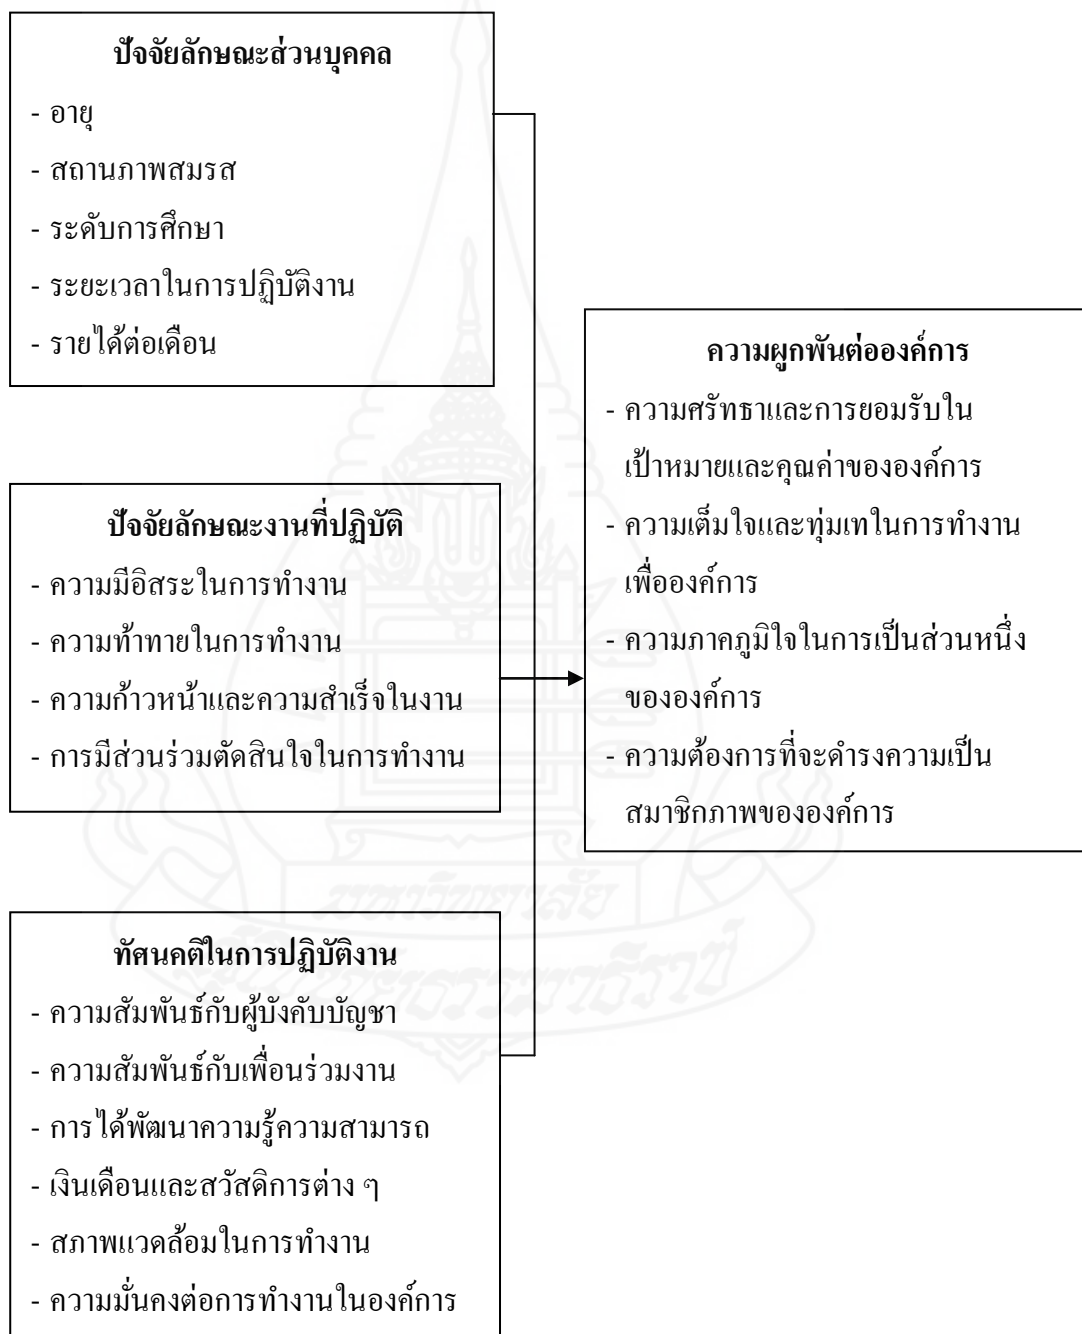 ปัจจัยลักษณะส่วนบุคคล
- อายุ
- สถานภาพสมรส
- ระดับการศึกษา
- ระยะเวลาในการปฏิบัติงาน
- รายได้ต่อเดือน
ปัจจัยลักษณะงานที่ปฏิบัติ
- ความมีอิสระในการทำงาน
- ความท้าทายในการทำงาน
- ความก้าวหน้าและความสำเร็จในงาน
- การมีส่วนร่วมตัดสินใจในการทำงาน
ทัศนคติในการปฏิบัติงาน
- ความสัมพันธ์กับผู้บังคับบัญชา
- ความสัมพันธ์กับเพื่อนร่วมงาน
- การได้พัฒนาความรู้ความสามารถ
- เงินเดือนและสวัสดิการต่าง ๆ
- สภาพแวดล้อมในการทำงาน
- ความมั่นคงต่อการทำงานในองค์การ
ความผูกพันต่อองค์การ
- ความศรัทธาและการยอมรับใน
เป้าหมายและคุณค่าขององค์การ
- ความเต็มใจและทุ่มเทในการทำงาน
เพื่อองค์การ
- ความภาคภูมิใจในการเป็นส่วนหนึ่ง
ขององค์การ
- ความต้องการที่จะดำรงความเป็น
สมาชิกภาพขององค์การ
มหาวิทยาลัย
สุโขทัยธรรมาธิราช